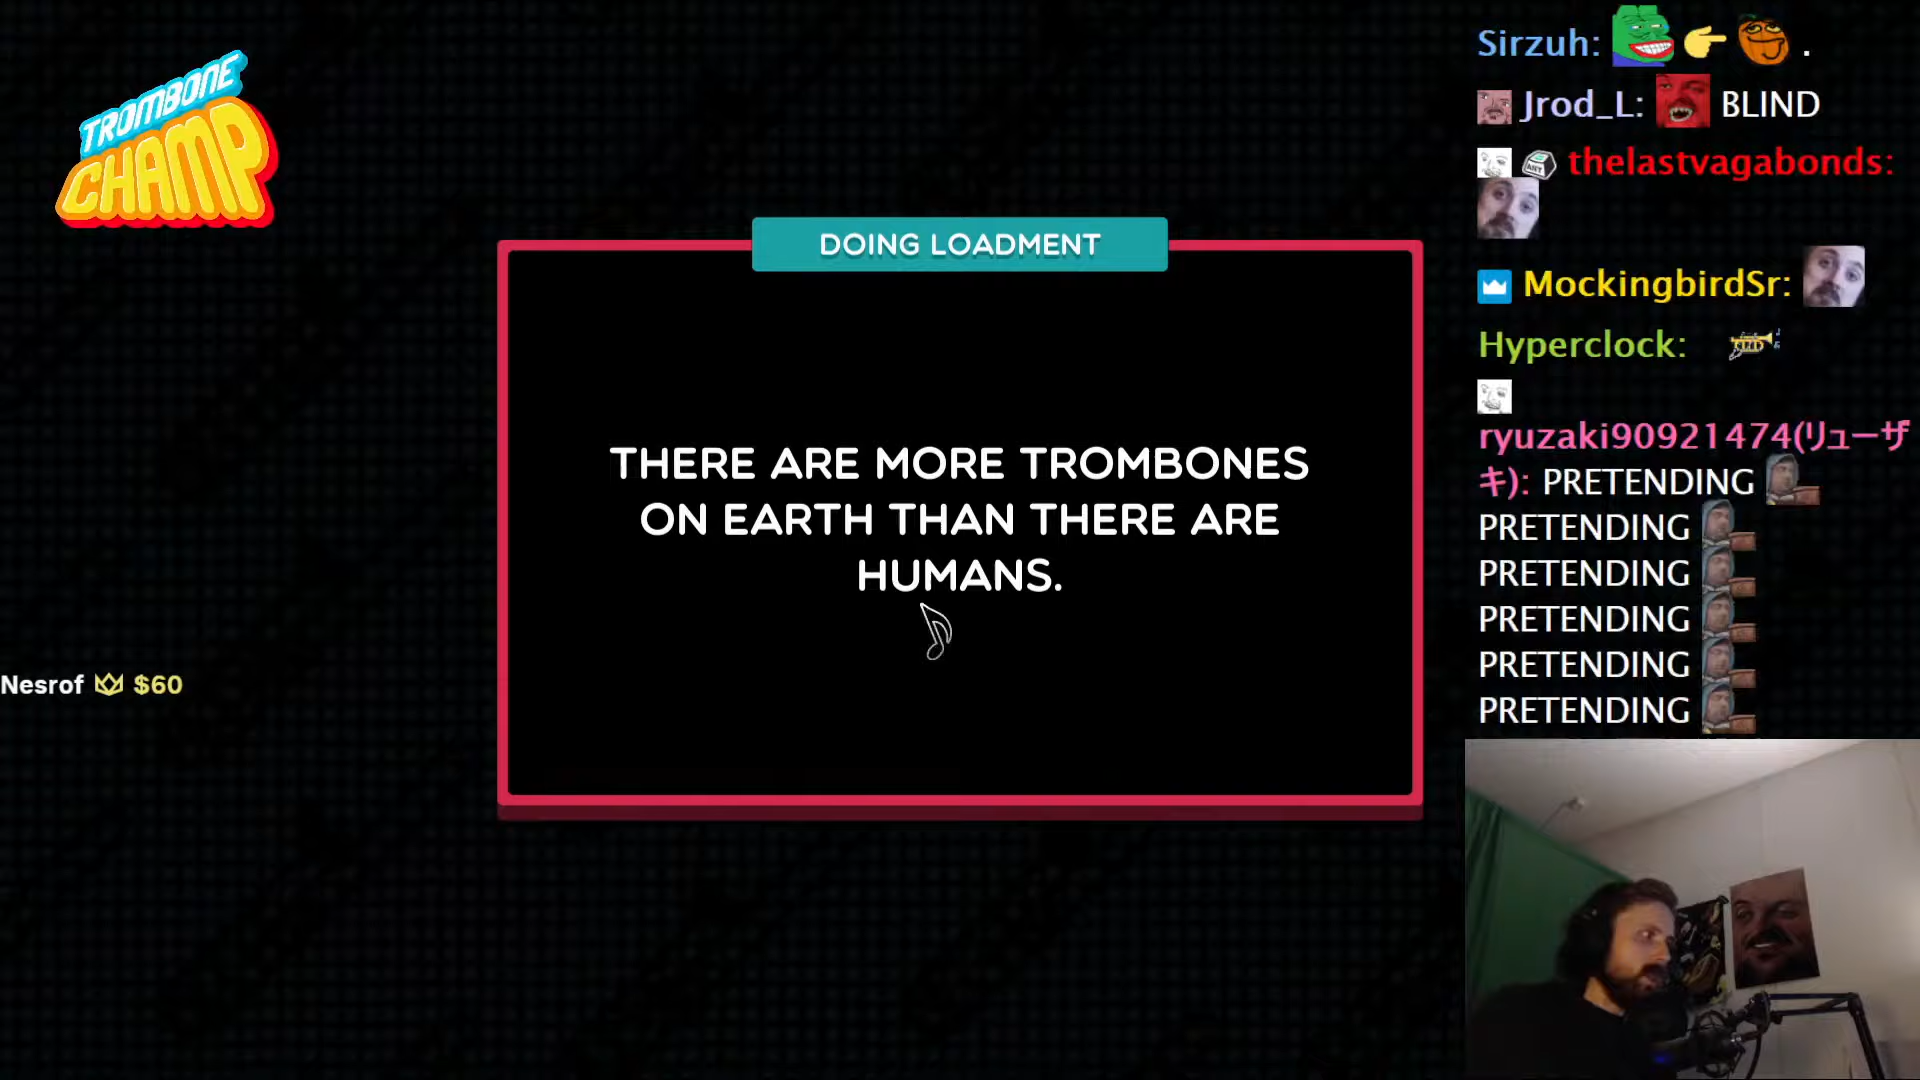 TROMBONE
CHAMP
DOING LOADMENT
THERE ARE MORE TROMBONES
ON EARTH THAN THERE ARE
HUMANS.
Nesrof $60
Sirzuh: .
Jrod_L: BLIND
thelastvagabonds:
MockingbirdSr:
Hyperclock:
ryuzaki90921474(リューザ
キ): PRETENDING
PRETENDING
PRETENDING
PRETENDING
PRETENDING
PRETENDING